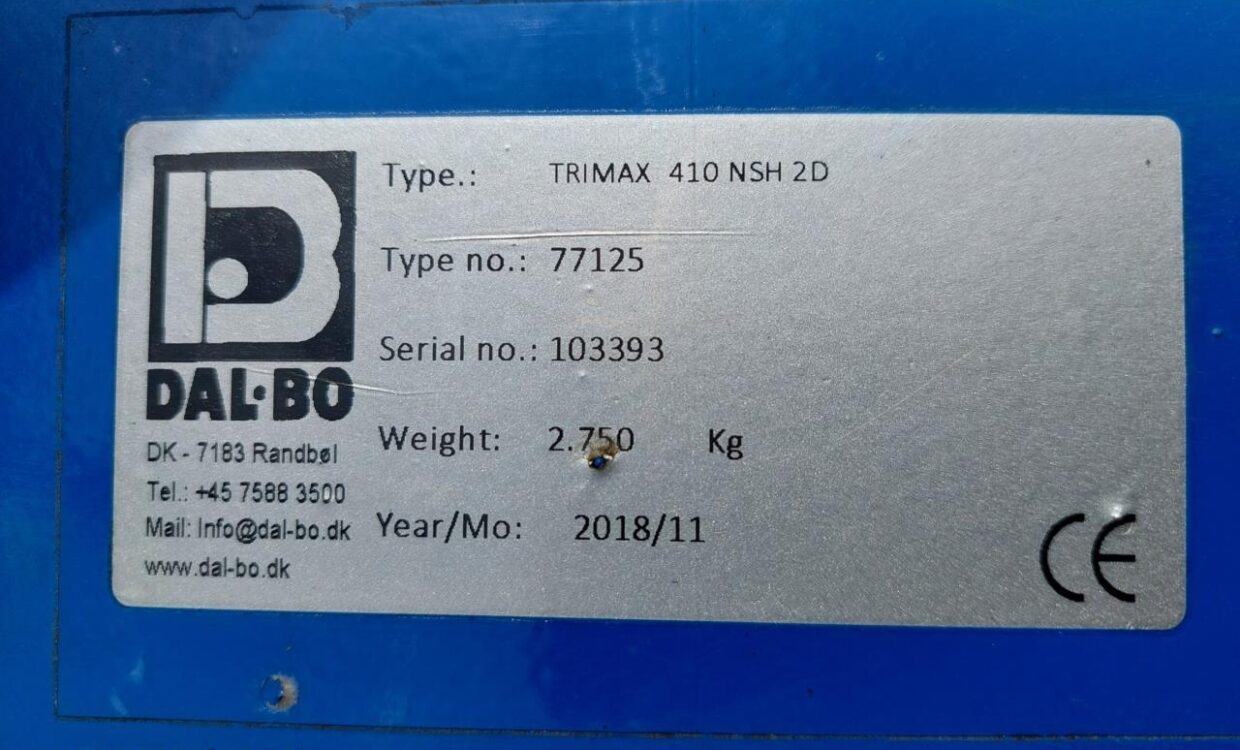 Type.: TRIMAX 410 NSH 2D
Type no.: 77125
Serial no.: 103393
Weight: 2.750 Kg
Year/Mo: 2018/11
DAL·BO
DK - 7183 Randbøl
Tel.: +45 7588 3500
Mail: Info@dal-bo.dk
www.dal-bo.dk
CE